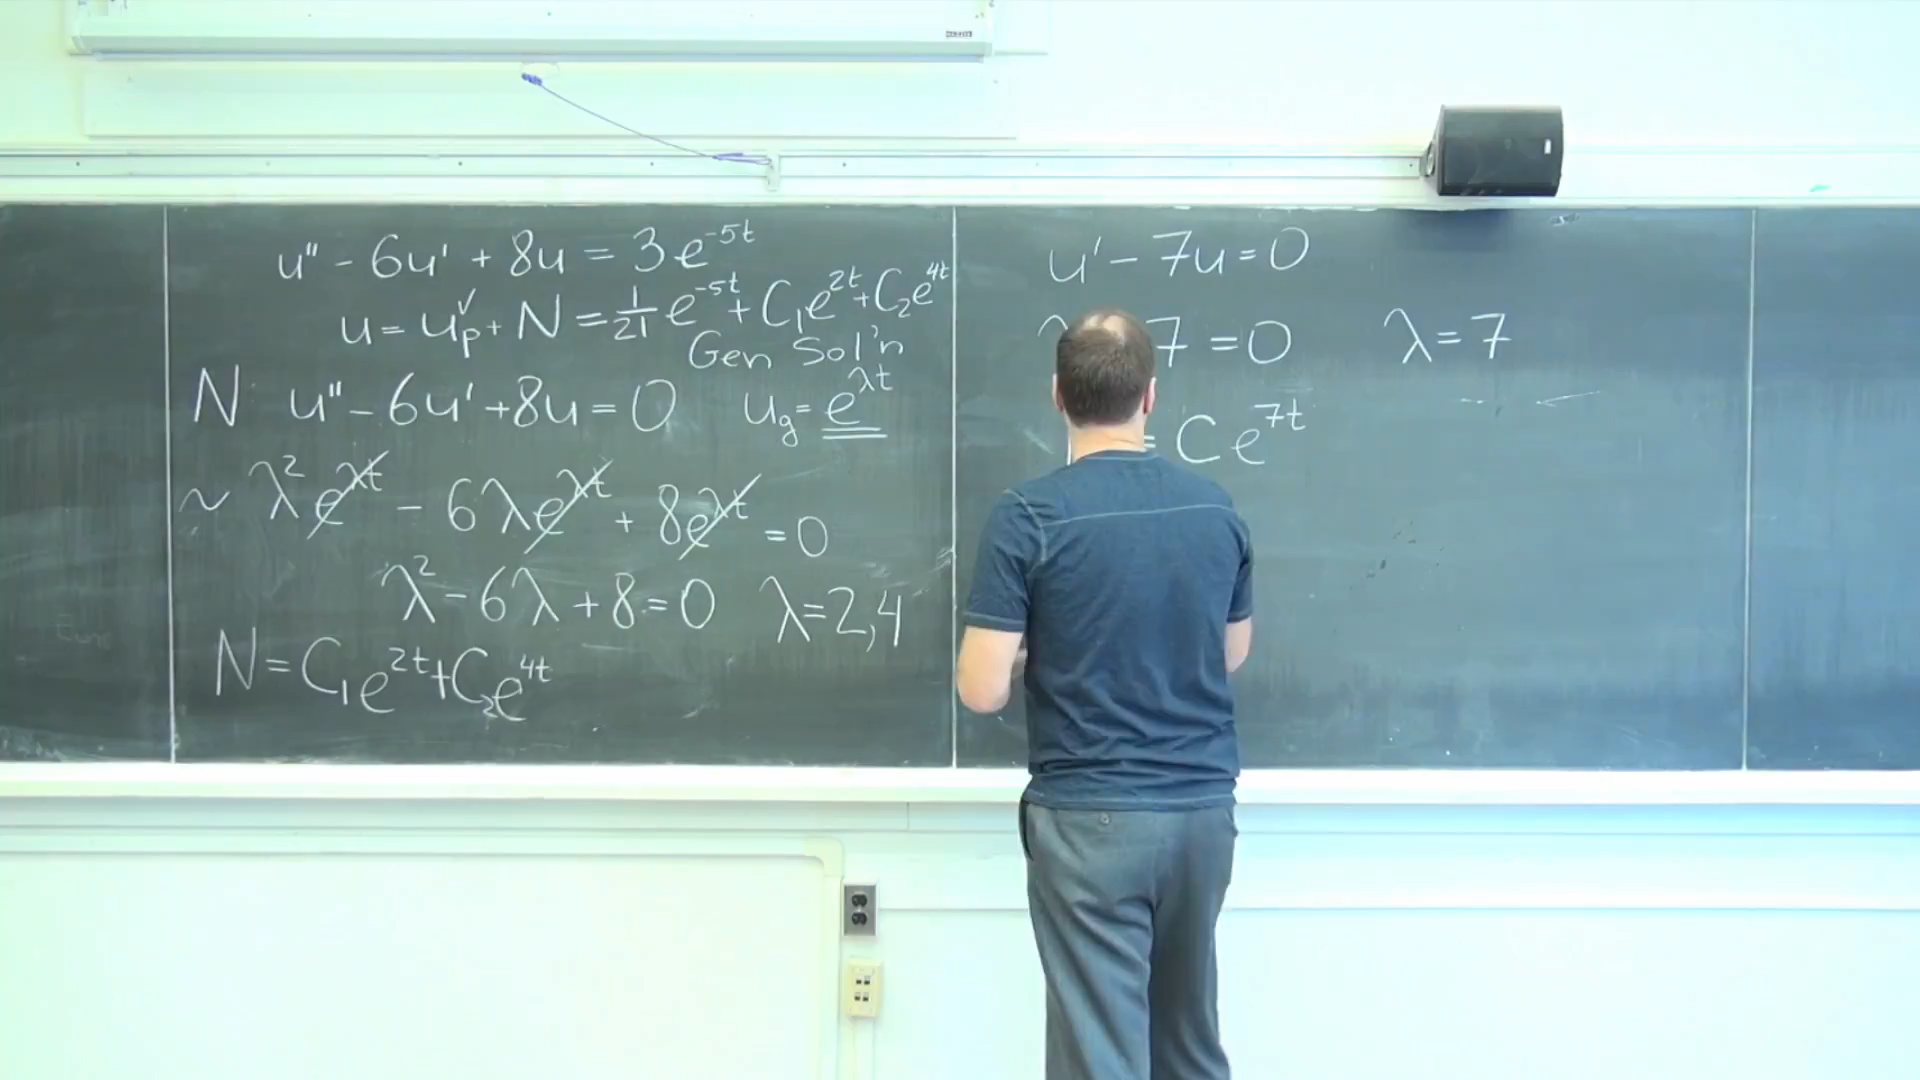 u'' - 6u' + 8u = 3e^{-5t}
u = u_p^✓ + N = \frac{1}{21}e^{-5t} + C_1e^{2t} + C_2e^{4t}
Gen Sol'n
N u'' - 6u' + 8u = 0 u_g = e^{λt}
~ λ^2e^{λt} - 6λe^{λt} + 8e^{λt} = 0
λ^2 - 6λ + 8 = 0 λ = 2,4
N = C_1e^{2t} + C_2e^{4t}
u' - 7u = 0
7 = 0 λ = 7
= Ce^{7t}